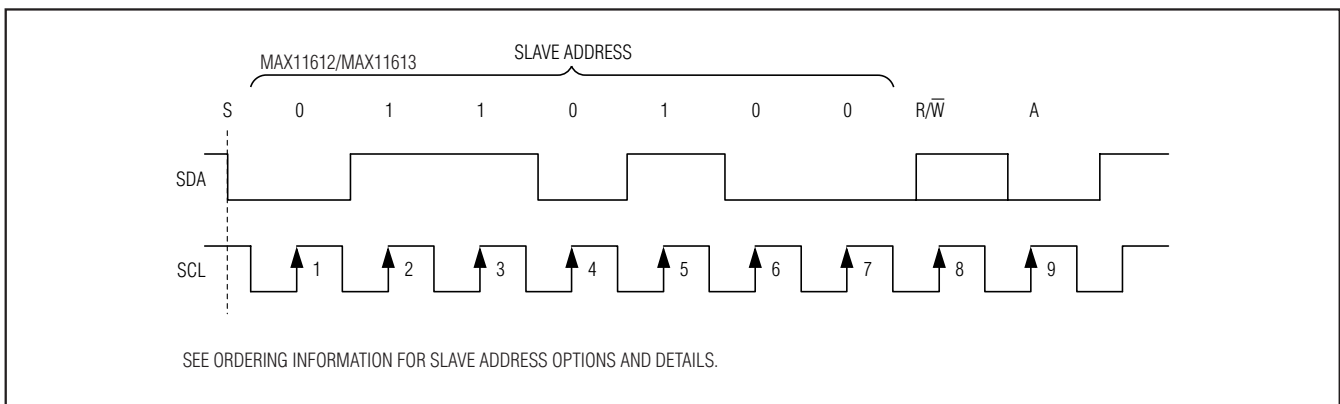 SLAVE ADDRESS
MAX11612/MAX11613
S 0 1 1 0 1 0 0 R/W̅ A
SDA
SCL 1 2 3 4 5 6 7 8 9
SEE ORDERING INFORMATION FOR SLAVE ADDRESS OPTIONS AND DETAILS.